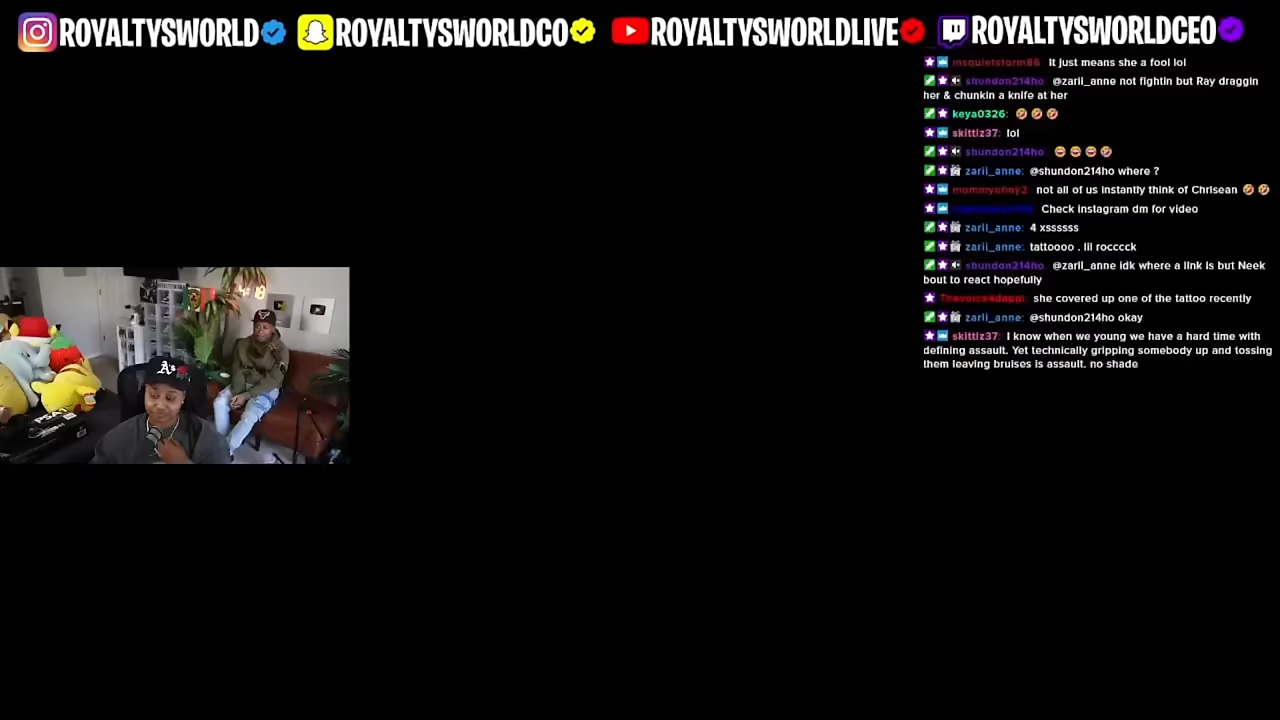 ROYALTYSWORLD ROYALTYSWORLDCO ROYALTYSWORLDLIVE ROYALTYSWORLDCEO
insquietstorm86 It just means she a fool lol
shundon214ho: @zarii_anne not fightin but Ray draggin
her & chunkin a knife at her
keya0326:
skittlz37: lol
shundon214ho:
zarii_anne: @shundon214ho where ?
mommyofmy2 not all of us instantly think of Chrisean
Check instagram dm for video
zarii_anne: 4 xssssss
zarii_anne: tattoooo . lil rocccck
shundon214ho: @zarii_anne idk where a link is but Neek
bout to react hopefully
she covered up one of the tattoo recently
zarii_anne: @shundon214ho okay
skittlz37: I know when we young we have a hard time with
defining assault. Yet technically gripping somebody up and tossing
them leaving bruises is assault. no shade
A's
4:18